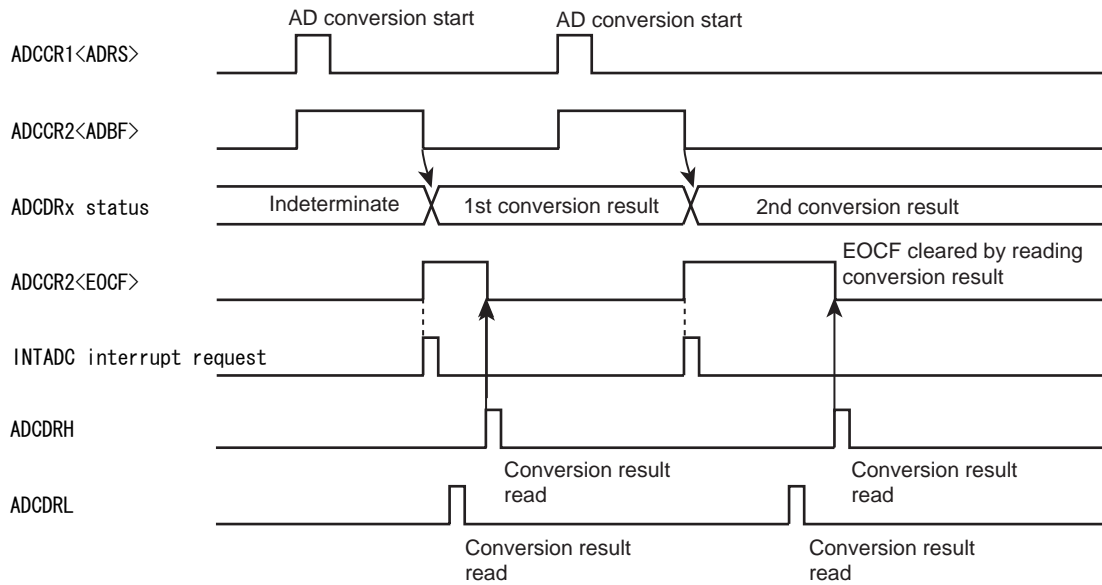 AD conversion start
AD conversion start
ADCCR1<ADRS>
ADCCR2<ADBF>
ADCDRx status
Indeterminate
1st conversion result
2nd conversion result
EOCF cleared by reading
conversion result
ADCCR2<EOCF>
INTADC interrupt request
ADCDRH
Conversion result
read
Conversion result
read
ADCDRL
Conversion result
read
Conversion result
read